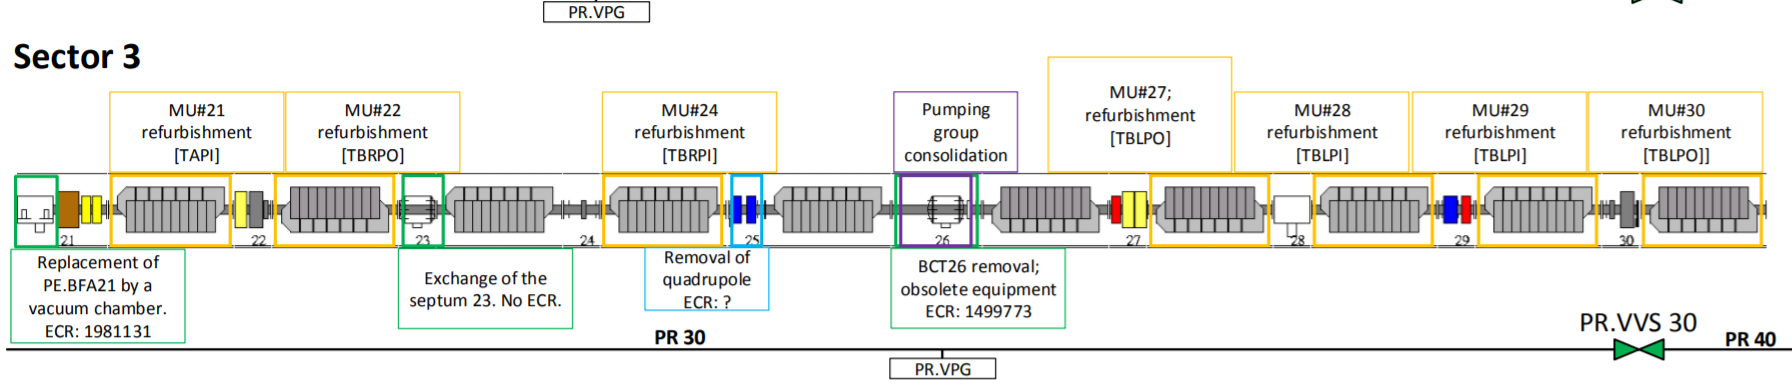 PR.VPG
Sector 3
MU#21
refurbishment
[TAPI]
MU#22
refurbishment
[TBRPO]
MU#24
refurbishment
[TBRPI]
Pumping
group
consolidation
MU#27;
refurbishment
[TBLPO]
MU#28
refurbishment
[TBLPI]
MU#29
refurbishment
[TBLPI]
MU#30
refurbishment
[TBLPO]]
21
22
23
24
25
26
27
28
29
30
Replacement of
PE.BFA21 by a
vacuum chamber.
ECR: 1981131
Exchange of the
septum 23. No ECR.
Removal of
quadrupole
ECR: ?
BCT26 removal;
obsolete equipment
ECR: 1499773
PR 30
PR.VVS 30
PR 40
PR.VPG